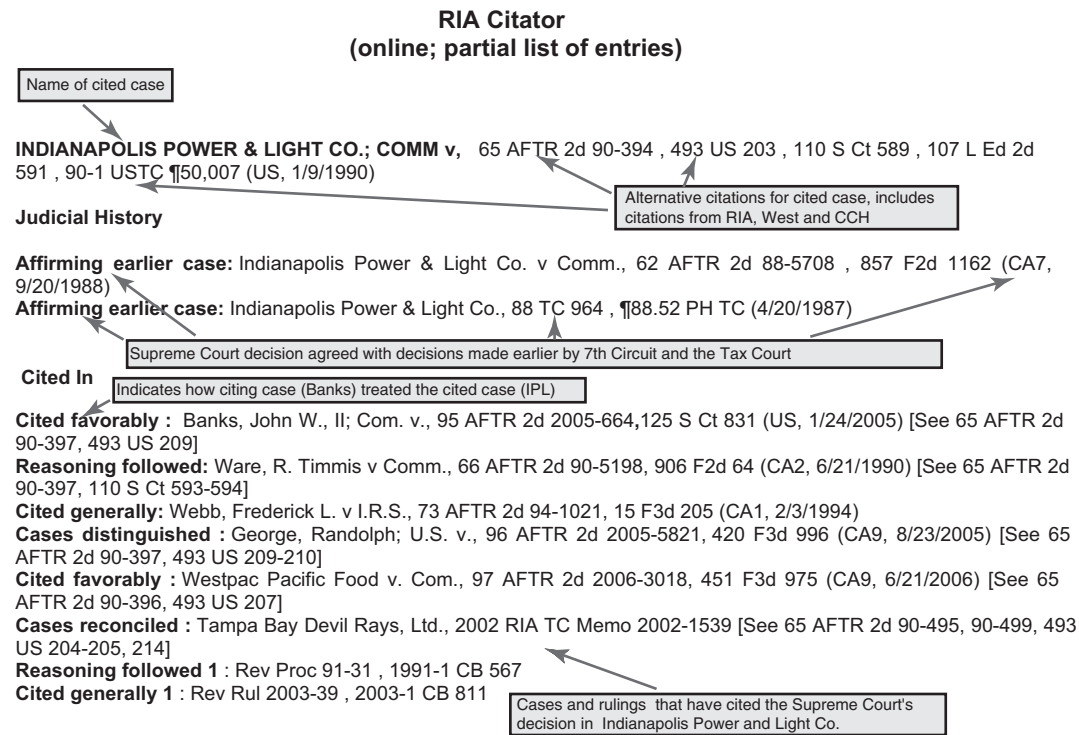 RIA Citator
(online; partial list of entries)
Name of cited case
INDIANAPOLIS POWER & LIGHT CO.; COMM v, 65 AFTR 2d 90-394 , 493 US 203 , 110 S Ct 589 , 107 L Ed 2d
591 , 90-1 USTC ¶50,007 (US, 1/9/1990)
Alternative citations for cited case, includes
citations from RIA, West and CCH
Judicial History
Affirming earlier case: Indianapolis Power & Light Co. v Comm., 62 AFTR 2d 88-5708 , 857 F2d 1162 (CA7,
9/20/1988)
Affirming earlier case: Indianapolis Power & Light Co., 88 TC 964 , ¶88.52 PH TC (4/20/1987)
Supreme Court decision agreed with decisions made earlier by 7th Circuit and the Tax Court
Cited In
Indicates how citing case (Banks) treated the cited case (IPL)
Cited favorably : Banks, John W., II; Com. v., 95 AFTR 2d 2005-664,125 S Ct 831 (US, 1/24/2005) [See 65 AFTR 2d
90-397, 493 US 209]
Reasoning followed: Ware, R. Timmis v Comm., 66 AFTR 2d 90-5198, 906 F2d 64 (CA2, 6/21/1990) [See 65 AFTR 2d
90-397, 110 S Ct 593-594]
Cited generally: Webb, Frederick L. v I.R.S., 73 AFTR 2d 94-1021, 15 F3d 205 (CA1, 2/3/1994)
Cases distinguished : George, Randolph; U.S. v., 96 AFTR 2d 2005-5821, 420 F3d 996 (CA9, 8/23/2005) [See 65
AFTR 2d 90-397, 493 US 209-210]
Cited favorably : Westpac Pacific Food v. Com., 97 AFTR 2d 2006-3018, 451 F3d 975 (CA9, 6/21/2006) [See 65
AFTR 2d 90-396, 493 US 207]
Cases reconciled : Tampa Bay Devil Rays, Ltd., 2002 RIA TC Memo 2002-1539 [See 65 AFTR 2d 90-495, 90-499, 493
US 204-205, 214]
Reasoning followed 1 : Rev Proc 91-31 , 1991-1 CB 567
Cited generally 1 : Rev Rul 2003-39 , 2003-1 CB 811
Cases and rulings that have cited the Supreme Court's
decision in Indianapolis Power and Light Co.